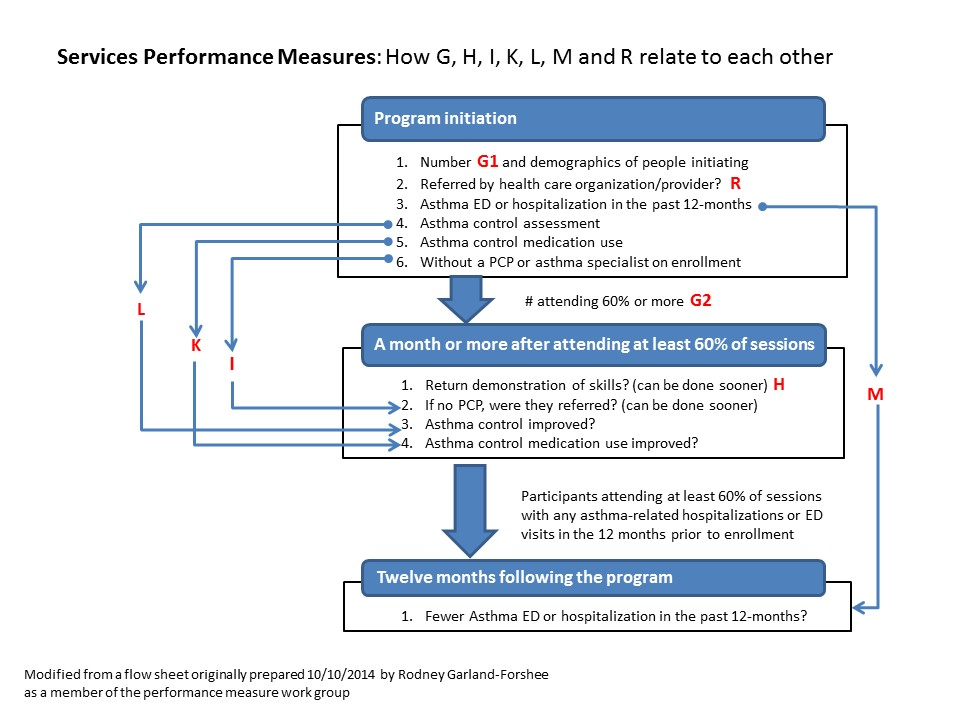 Services Performance Measures: How G, H, I, K, L, M and R relate to each other
Program initiation
1. Number G1 and demographics of people initiating
2. Referred by health care organization/provider? R
3. Asthma ED or hospitalization in the past 12-months
4. Asthma control assessment
5. Asthma control medication use
6. Without a PCP or asthma specialist on enrollment
# attending 60% or more G2
L
K
I
M
A month or more after attending at least 60% of sessions
1. Return demonstration of skills? (can be done sooner) H
2. If no PCP, were they referred? (can be done sooner)
3. Asthma control improved?
4. Asthma control medication use improved?
Participants attending at least 60% of sessions
with any asthma-related hospitalizations or ED
visits in the 12 months prior to enrollment
Twelve months following the program
1. Fewer Asthma ED or hospitalization in the past 12-months?
Modified from a flow sheet originally prepared 10/10/2014 by Rodney Garland-Forshee
as a member of the performance measure work group